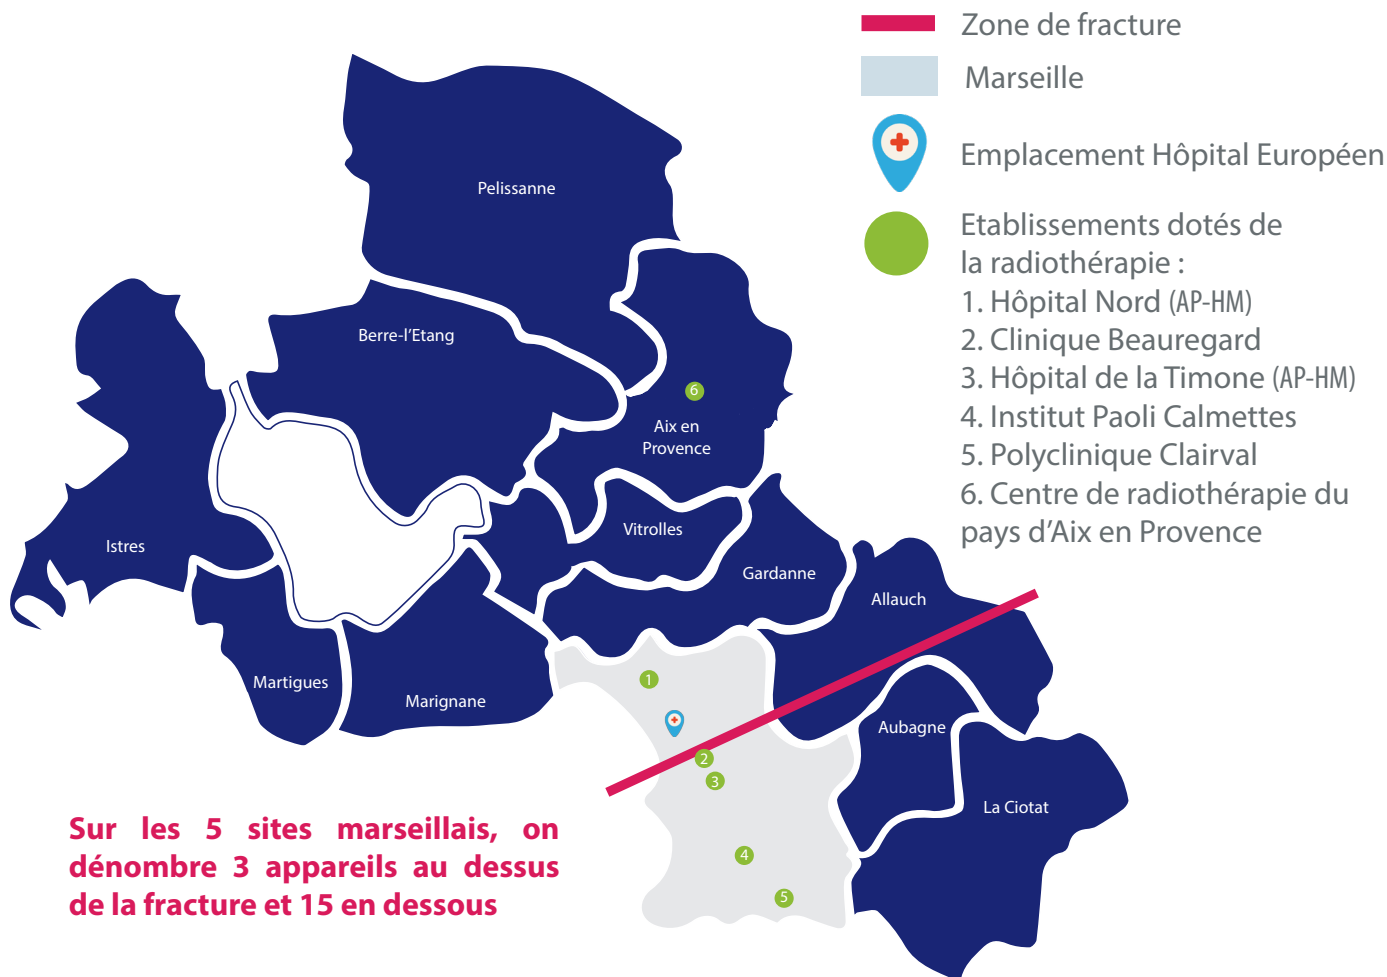 Zone de fracture
Marseille
Emplacement Hôpital Européen
Etablissements dotés de
la radiothérapie :
1. Hôpital Nord (AP-HM)
2. Clinique Beauregard
3. Hôpital de la Timone (AP-HM)
4. Institut Paoli Calmettes
5. Polyclinique Clairval
6. Centre de radiothérapie du
pays d'Aix en Provence
Pelissanne
Berre-l'Etang
6
Aix en
Provence
Istres
Vitrolles
Gardanne
Allauch
Martigues
Marignane
1
Aubagne
2
3
La Ciotat
4
5
Sur les 5 sites marseillais, on
dénombre 3 appareils au dessus
de la fracture et 15 en dessous